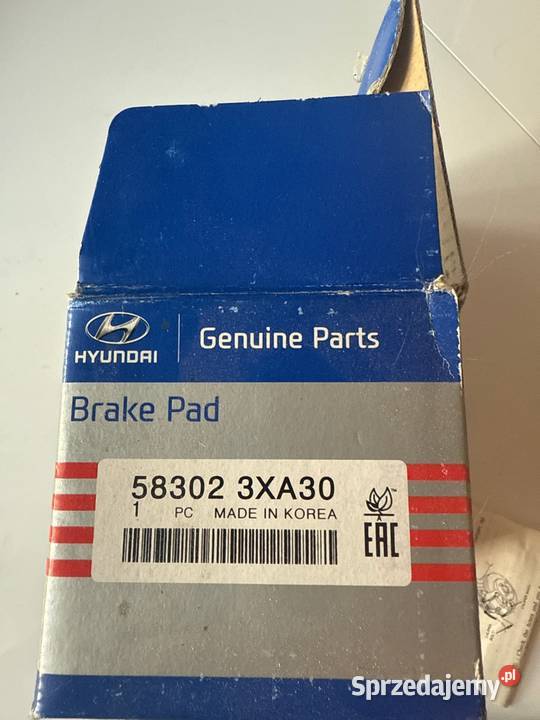 HYUNDAI
Genuine Parts
Brake Pad
58302 3XA30
1 PC MADE IN KOREA
EAC
Sprzedajemy.pl